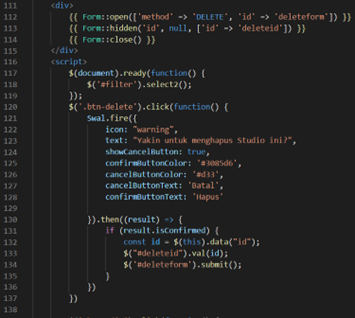 111 <div>
112 {{ Form::open(['method' => 'DELETE', 'id' => 'deleteform']) }}
113 {{ Form::hidden('id', null, ['id' => 'deleteid']) }}
114 {{ Form::close() }}
115 </div>
116 <script>
117 $(document).ready(function() {
118 $('#filter').select2();
119 });
120 $('.btn-delete').click(function() {
121 Swal.fire({
122 icon: "warning",
123 text: "Yakin untuk menghapus Studio ini?",
124 showCancelButton: true,
125 confirmButtonColor: '#3085d6',
126 cancelButtonColor: '#d33',
127 cancelButtonText: 'Batal',
128 confirmButtonText: 'Hapus'
129
130 }).then((result) => {
131 if (result.isConfirmed) {
132 const id = $(this).data("id");
133 $("#deleteid").val(id);
134 $('#deleteform').submit();
135 }
136 })
137 })
138